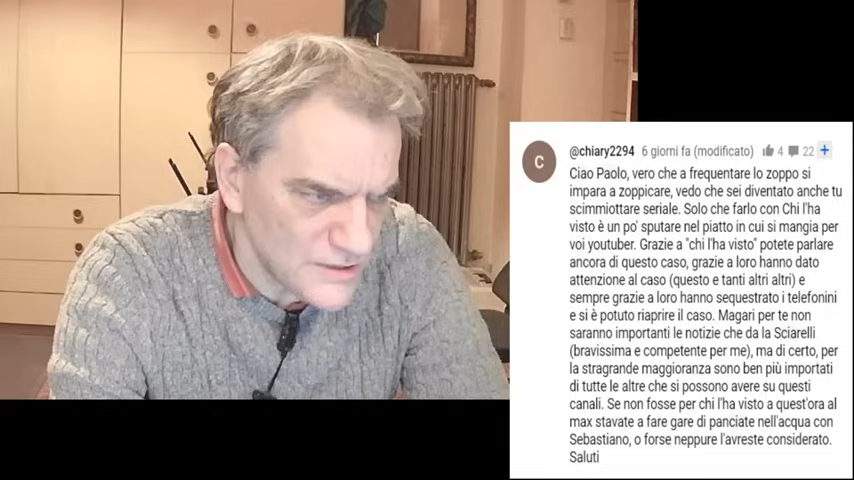 C
@chiary2294 6 giorni fa (modificato) 4 22 +
Ciao Paolo, vero che a frequentare lo zoppo si
impara a zoppicare, vedo che sei diventato anche tu
scimmiottare seriale. Solo che farlo con Chi l'ha
visto è un po' sputare nel piatto in cui si mangia per
voi youtuber. Grazie a "chi l'ha visto" potete parlare
ancora di questo caso, grazie a loro hanno dato
attenzione al caso (questo e tanti altri altri) e
sempre grazie a loro hanno sequestrato i telefonini
e si è potuto riaprire il caso. Magari per te non
saranno importanti le notizie che da la Sciarelli
(bravissima e competente per me), ma di certo, per
la stragrande maggioranza sono ben più importati
di tutte le altre che si possono avere su questi
canali. Se non fosse per chi l'ha visto a quest'ora al
max stavate a fare gare di panciate nell'acqua con
Sebastiano, o forse neppure l'avreste considerato.
Saluti